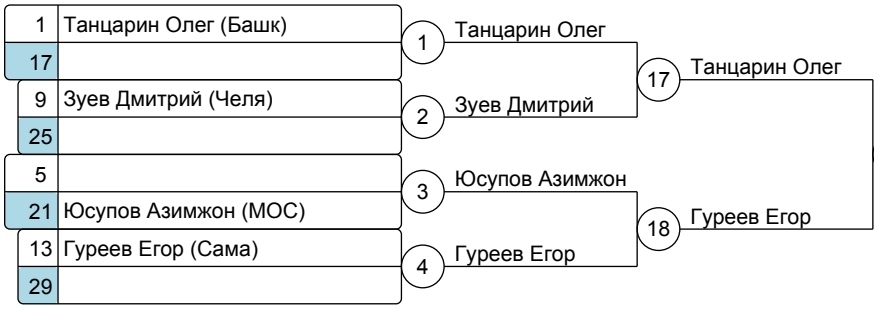 1 Танцарин Олег (Башк)
17
9 Зуев Дмитрий (Челя)
25
5
21 Юсупов Азимжон (МОС)
13 Гуреев Егор (Сама)
29
1 Танцарин Олег
2 Зуев Дмитрий
3 Юсупов Азимжон
4 Гуреев Егор
17 Танцарин Олег
18 Гуреев Егор